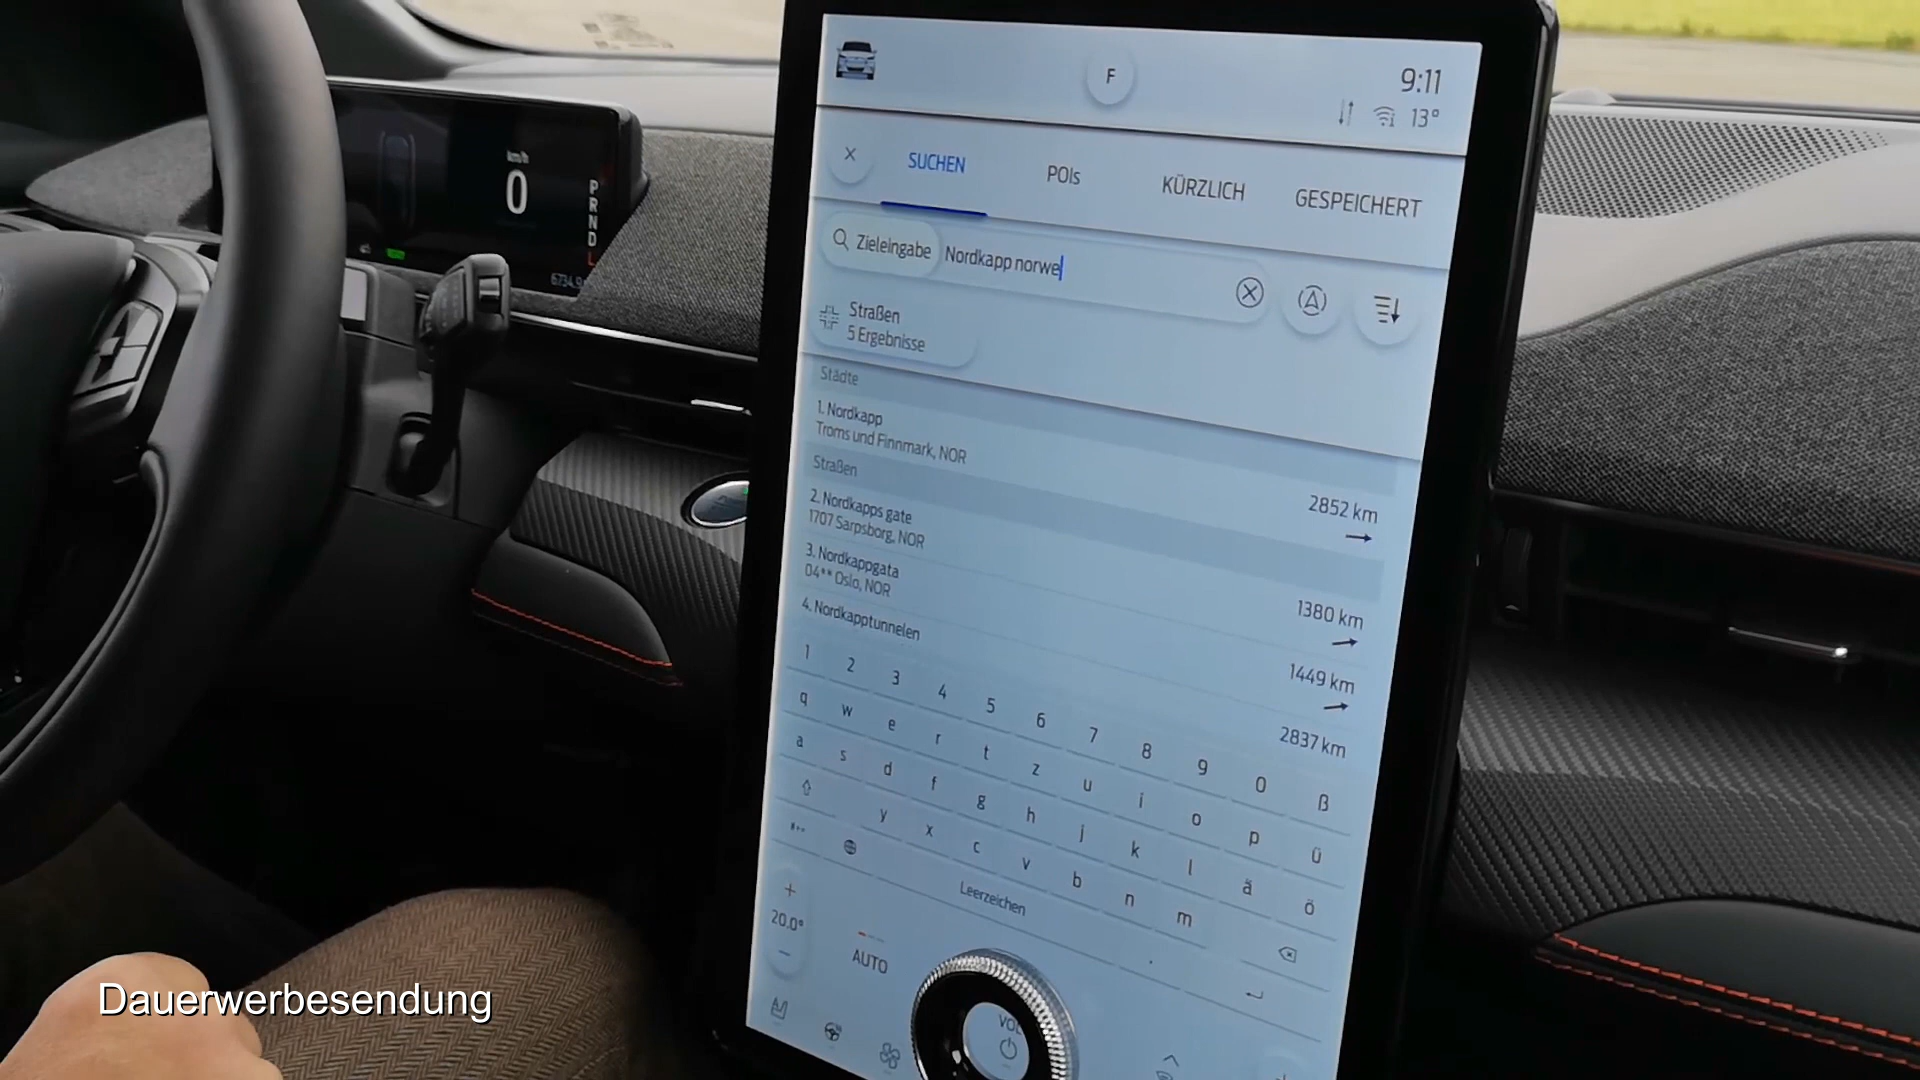 F
9:11
13°
SUCHEN
POIs
KÜRZLICH
GESPEICHERT
Zieleingabe
Nordkapp norwe
Straßen
5 Ergebnisse
Städte
1. Nordkapp
Troms und Finnmark, NOR
2852 km
Straßen
2. Nordkapps gate
1707 Sarpsborg, NOR
1380 km
3. Nordkappgata
04** Oslo, NOR
1449 km
4. Nordkapptunnelen
2837 km
1 2 3 4 5 6 7 8 9 0 ß
q w e r t z u i o p ü
a s d f g h j k l ä ö
y x c v b n m
Leerzeichen .
+
20.0°
−
AUTO
VOL
km/h
0
P
R
N
D
L
Dauerwerbesendung